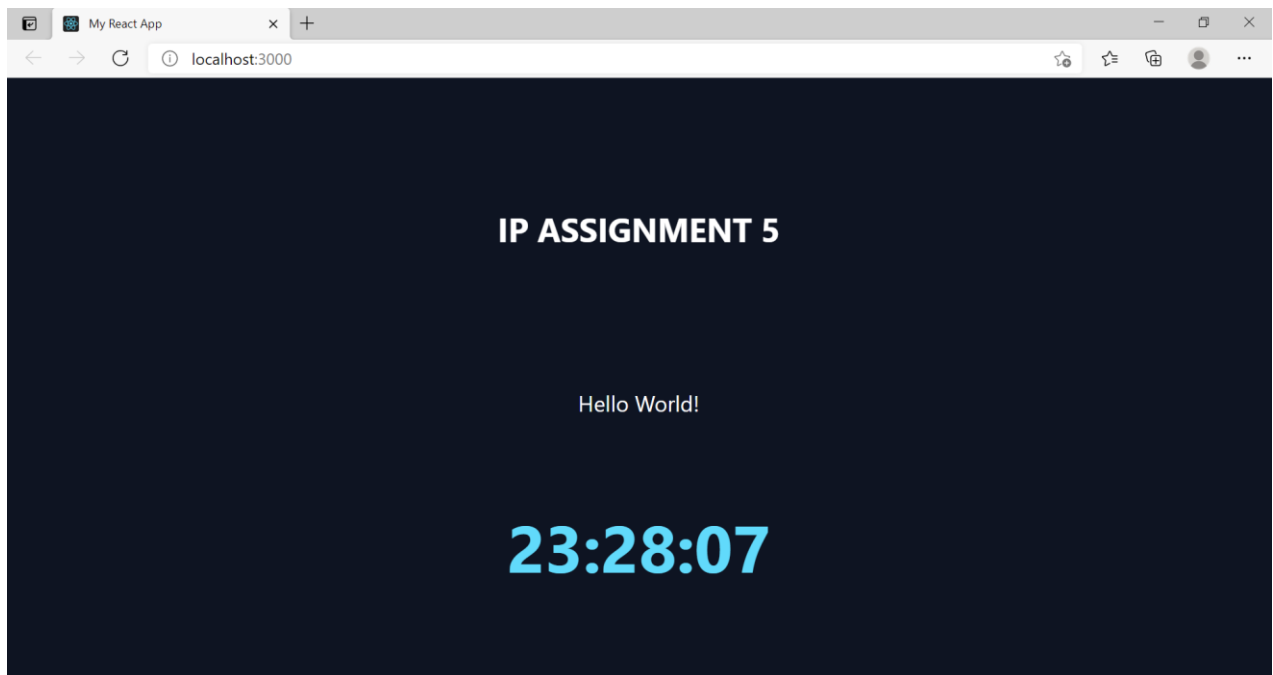 My React App
localhost:3000
IP ASSIGNMENT 5
Hello World!
23:28:07